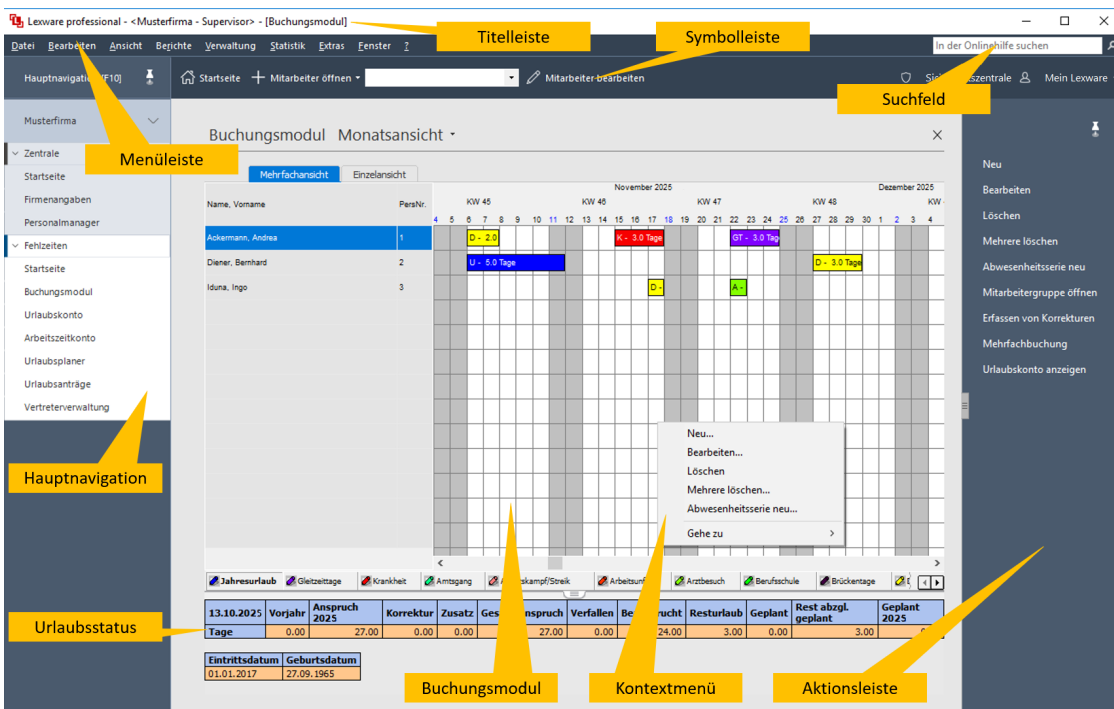 Lexware professional - <Musterfirma - Supervisor> - [Buchungsmodul]
Titelleiste
Symbolleiste
Datei Bearbeiten Ansicht Berichte Verwaltung Statistik Extras Fenster ?
In der Onlinehilfe suchen
Hauptnavigation [F10]
Startseite Mitarbeiter öffnen
Mitarbeiter bearbeiten
Mein Lexware
Suchfeld
Musterfirma
Menüleiste
Zentrale
Startseite
Firmenangaben
Personalmanager
Fehlzeiten
Startseite
Buchungsmodul
Urlaubskonto
Arbeitszeitkonto
Urlaubsplaner
Urlaubsanträge
Vertreterverwaltung
Hauptnavigation
Buchungsmodul Monatsansicht
Mehrfachansicht Einzelansicht
November 2025 Dezember 2025
Name, Vorname PersNr. KW 45 KW 46 KW 47 KW 48 KW
4 5 6 7 8 9 10 11 12 13 14 15 16 17 18 19 20 21 22 23 24 25 26 27 28 29 30 1 2 3 4
Ackermann, Andrea 1 D - 2.0 K - 3.0 Tage GT - 3.0 Tag
Diener, Bernhard 2 U - 5.0 Tage D - 3.0 Tage
Iduna, Ingo 3 D - A -
Neu...
Bearbeiten...
Löschen
Mehrere löschen...
Abwesenheitsserie neu...
Gehe zu
Neu
Bearbeiten
Löschen
Mehrere löschen
Abwesenheitsserie neu
Mitarbeitergruppe öffnen
Erfassen von Korrekturen
Mehrfachbuchung
Urlaubskonto anzeigen
Jahresurlaub Gleitzeittage Krankheit Amtsgang kampf/Streik Arbeitsun Arztbesuch Berufsschule Brückentage
13.10.2025 Vorjahr Anspruch 2025 Korrektur Zusatz Ges nspruch Verfallen Be ucht Resturlaub Geplant Rest abzgl. geplant Geplant 2025
Tage 0.00 27.00 0.00 0.00 27.00 0.00 24.00 3.00 0.00 3.00
Urlaubsstatus
Eintrittsdatum Geburtsdatum
01.01.2017 27.09.1965
Buchungsmodul
Kontextmenü
Aktionsleiste